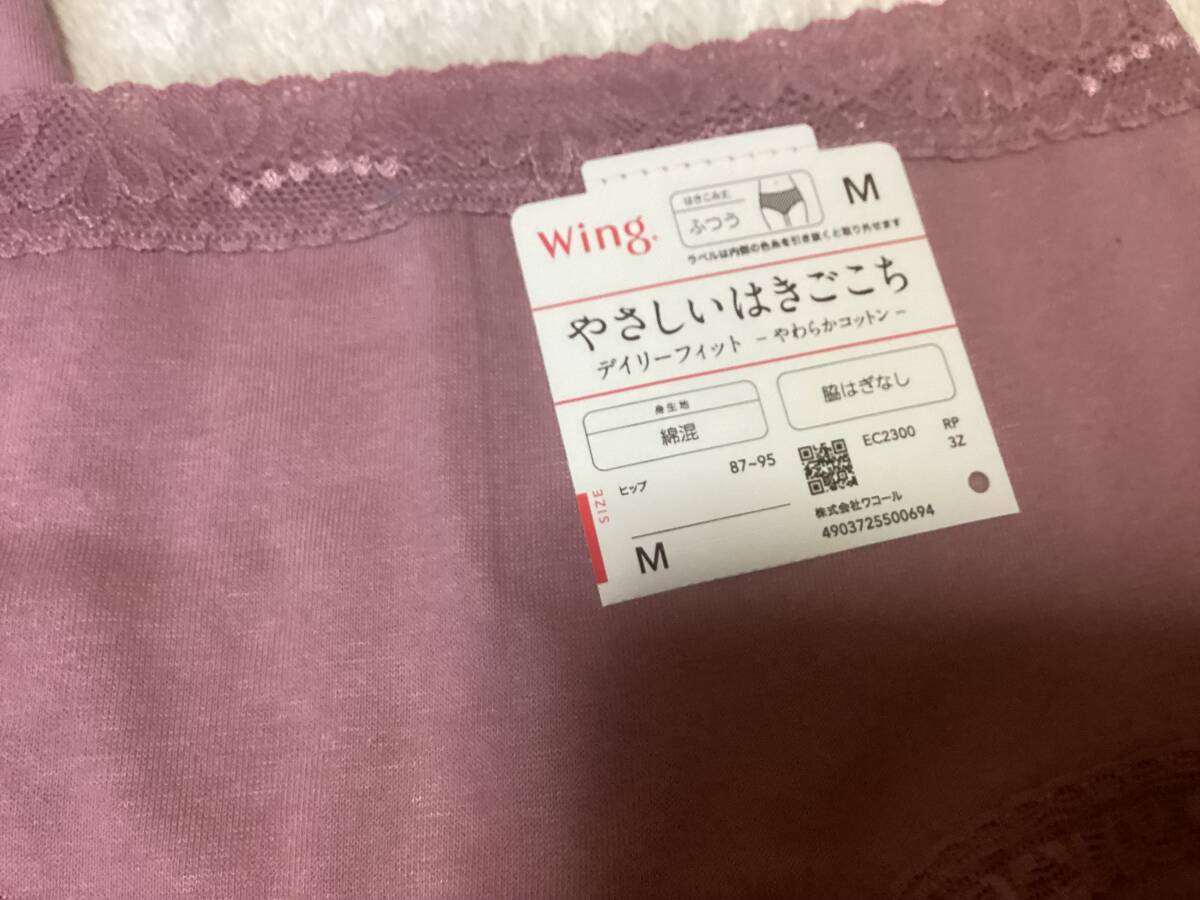 Wing.
はきこみ丈
ふつう
M
ラベルは内側の色糸を引き抜くと取り外せます
やさしいはきごこち
デイリーフィット －やわらかコットン－
身生地
綿混
脇はぎなし
SIZE
ヒップ 87~95
M
EC2300
RP
3Z
株式会社ワコール
4903725500694